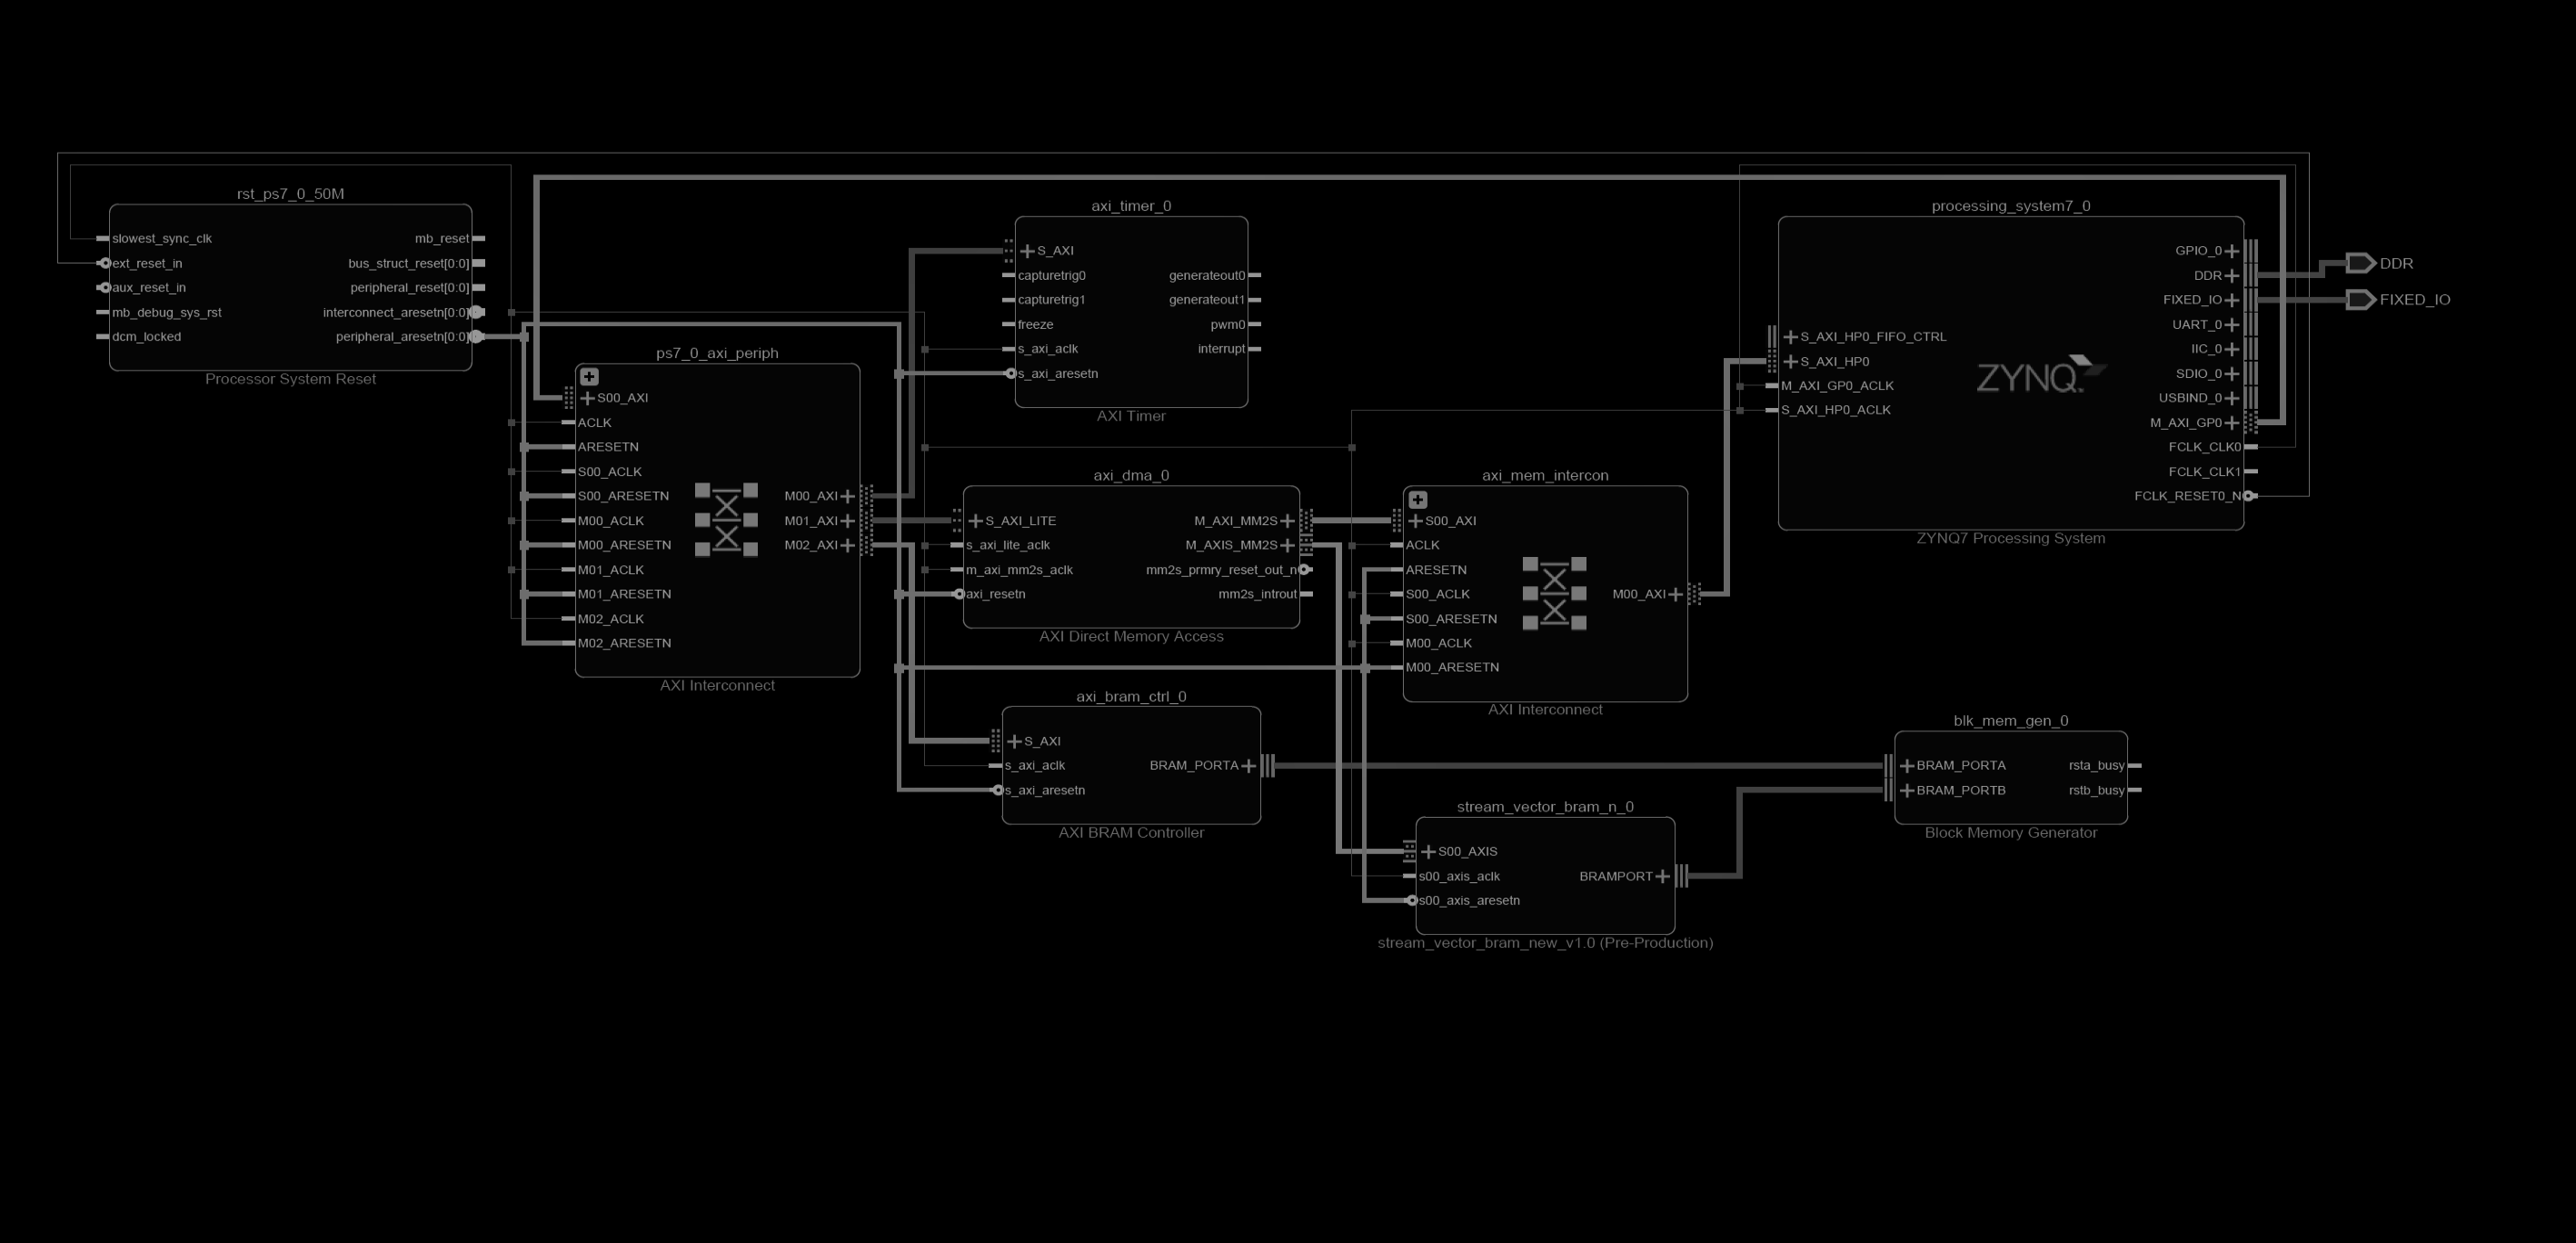 rst_ps7_0_50M
slowest_sync_clk
ext_reset_in
aux_reset_in
mb_debug_sys_rst
dcm_locked
mb_reset
bus_struct_reset[0:0]
peripheral_reset[0:0]
interconnect_aresetn[0:0]
peripheral_aresetn[0:0]
Processor System Reset
ps7_0_axi_periph
S00_AXI
ACLK
ARESETN
S00_ACLK
S00_ARESETN
M00_ACLK
M00_ARESETN
M01_ACLK
M01_ARESETN
M02_ACLK
M02_ARESETN
M00_AXI
M01_AXI
M02_AXI
AXI Interconnect
axi_timer_0
S_AXI
capturetrig0
capturetrig1
freeze
s_axi_aclk
s_axi_aresetn
generateout0
generateout1
pwm0
interrupt
AXI Timer
axi_dma_0
S_AXI_LITE
s_axi_lite_aclk
m_axi_mm2s_aclk
axi_resetn
M_AXI_MM2S
M_AXIS_MM2S
mm2s_prmry_reset_out_n
mm2s_introut
AXI Direct Memory Access
axi_bram_ctrl_0
S_AXI
s_axi_aclk
s_axi_aresetn
BRAM_PORTA
AXI BRAM Controller
axi_mem_intercon
S00_AXI
ACLK
ARESETN
S00_ACLK
S00_ARESETN
M00_ACLK
M00_ARESETN
M00_AXI
AXI Interconnect
stream_vector_bram_n_0
S00_AXIS
s00_axis_aclk
s00_axis_aresetn
BRAMPORT
stream_vector_bram_new_v1.0 (Pre-Production)
processing_system7_0
S_AXI_HP0_FIFO_CTRL
S_AXI_HP0
M_AXI_GP0_ACLK
S_AXI_HP0_ACLK
ZYNQ
GPIO_0
DDR
FIXED_IO
UART_0
IIC_0
SDIO_0
USBIND_0
M_AXI_GP0
FCLK_CLK0
FCLK_CLK1
FCLK_RESET0_N
ZYNQ7 Processing System
DDR
FIXED_IO
blk_mem_gen_0
BRAM_PORTA
BRAM_PORTB
rsta_busy
rstb_busy
Block Memory Generator